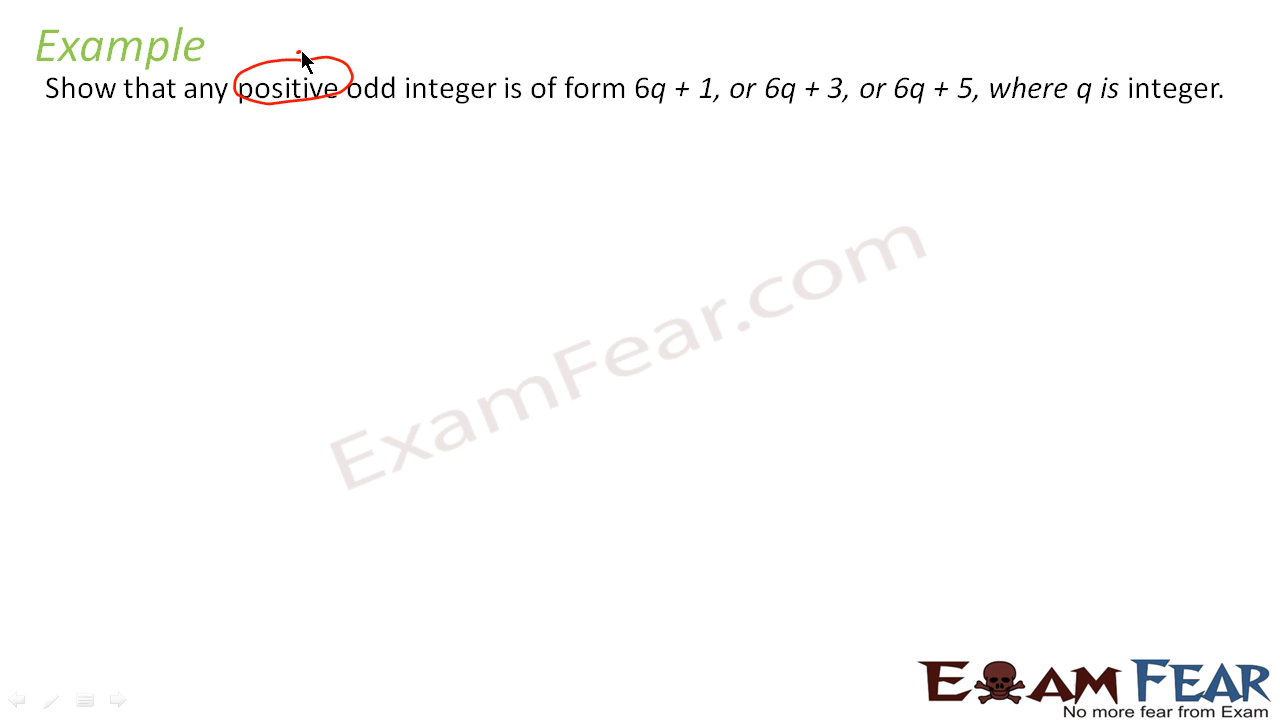 Example
Show that any positive odd integer is of form 6q + 1, or 6q + 3, or 6q + 5, where q is integer.
ExamFear.com
EXAM FEAR
No more fear from Exam